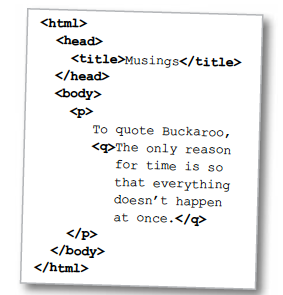 <html>
<head>
<title>Musings</title>
</head>
<body>
<p>
To quote Buckaroo,
<q>The only reason
for time is so
that everything
doesn’t happen
at once.</q>
</p>
</body>
</html>